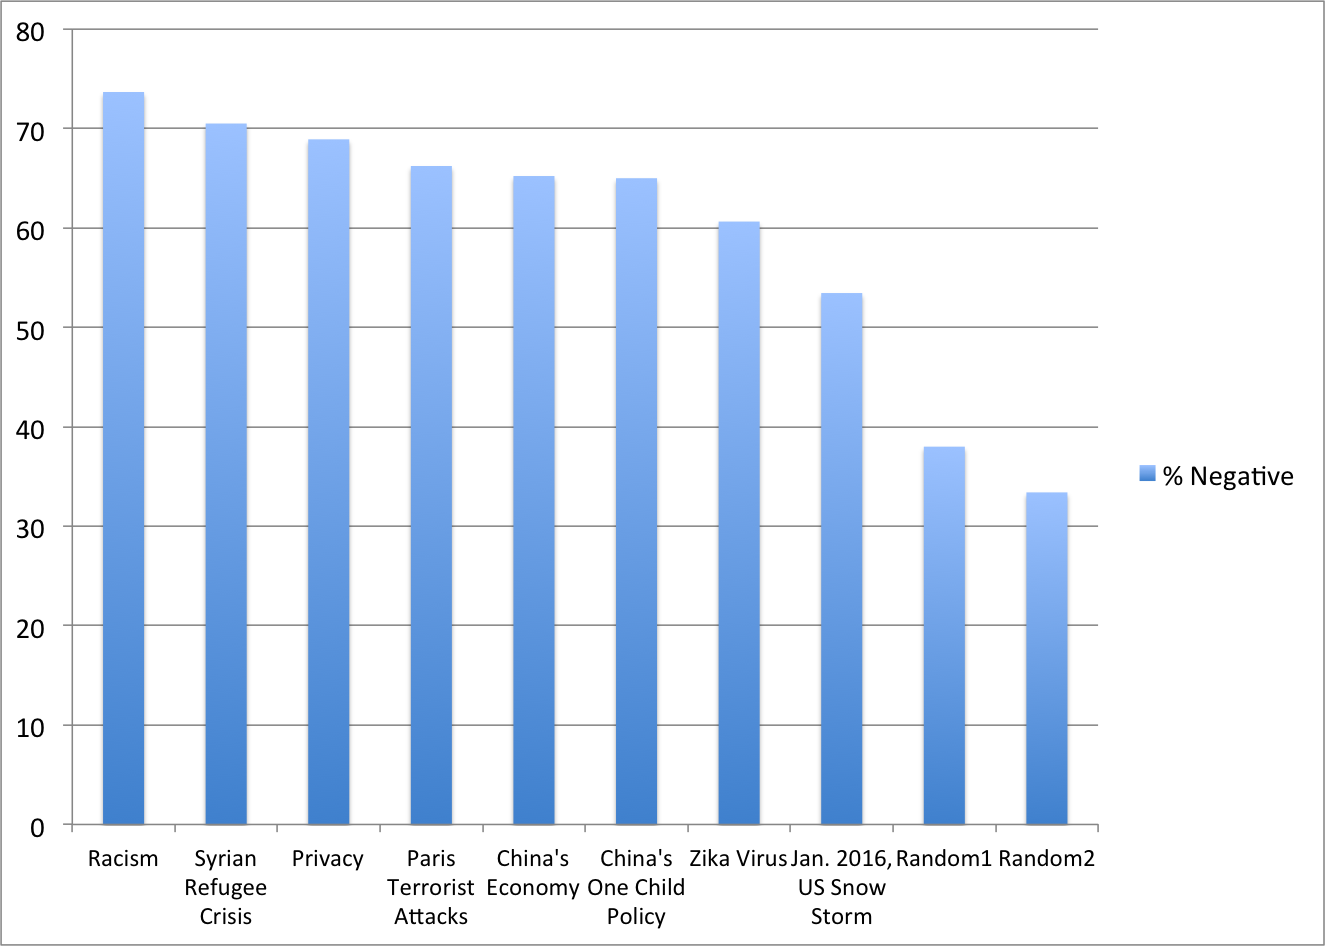 80
70
60
50
40
30
20
10
0
% Negative
Racism
Syrian
Refugee
Crisis
Privacy
Paris
Terrorist
Attacks
China's
Economy
China's
One Child
Policy
Zika Virus
Jan. 2016,
US Snow
Storm
Random1
Random2